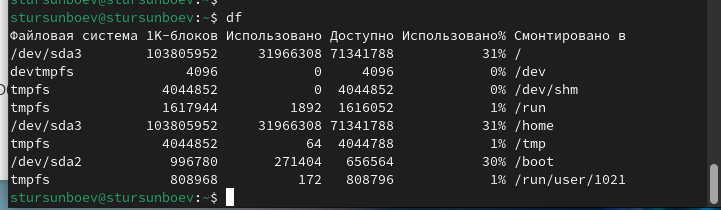 stursunboev@stursunboev:~$
stursunboev@stursunboev:~$ df
Файловая система 1K-блоков Использовано Доступно Использовано% Смонтировано в
/dev/sda3 103805952 31966308 71341788 31% /
devtmpfs 4096 0 4096 0% /dev
tmpfs 4044852 0 4044852 0% /dev/shm
tmpfs 1617944 1892 1616052 1% /run
/dev/sda3 103805952 31966308 71341788 31% /home
tmpfs 4044852 64 4044788 1% /tmp
/dev/sda2 996780 271404 656564 30% /boot
tmpfs 808968 172 808796 1% /run/user/1021
stursunboev@stursunboev:~$